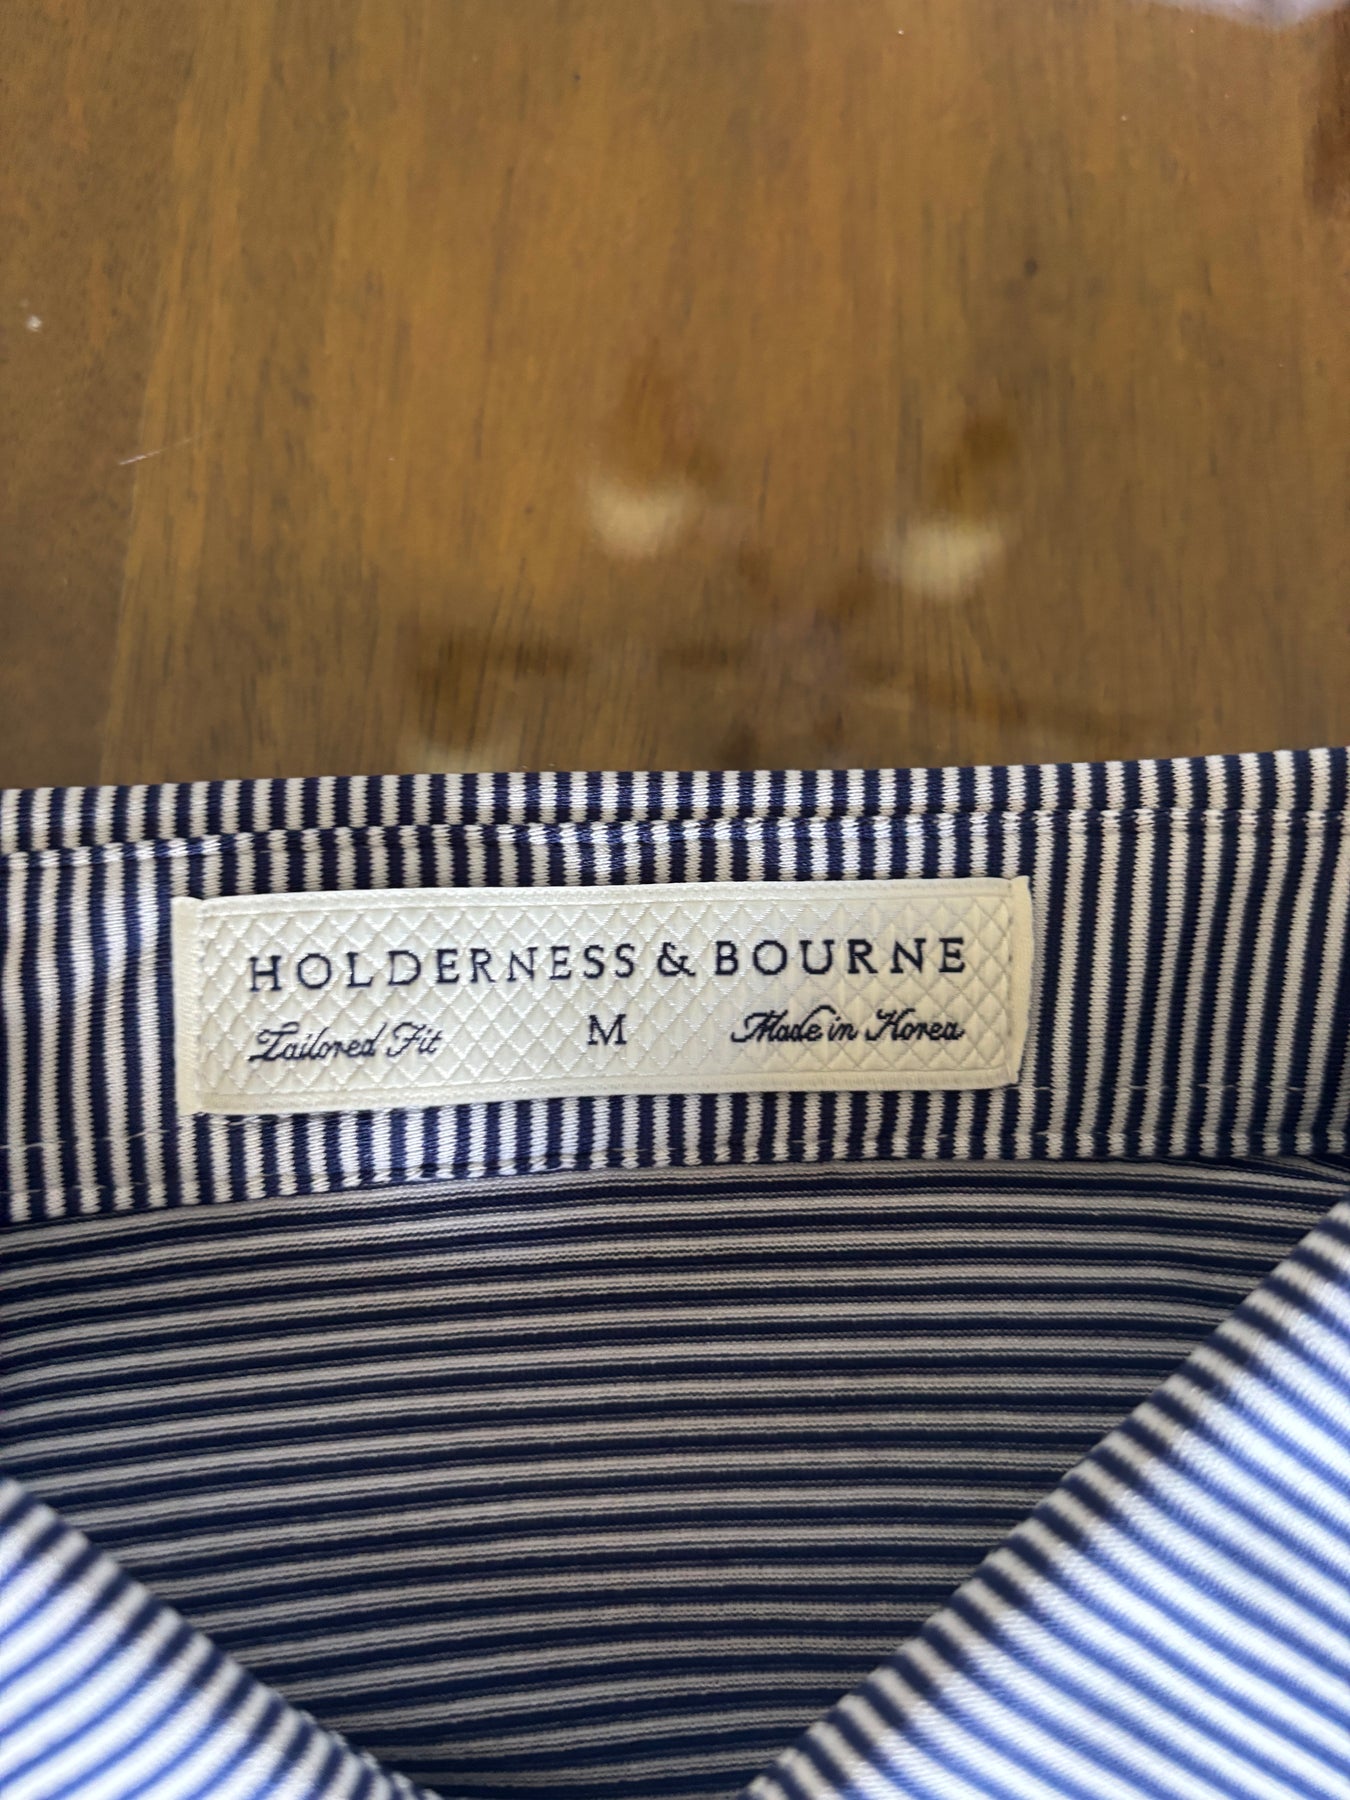 HOLDERNESS & BOURNE
Tailored Fit M Made in Korea